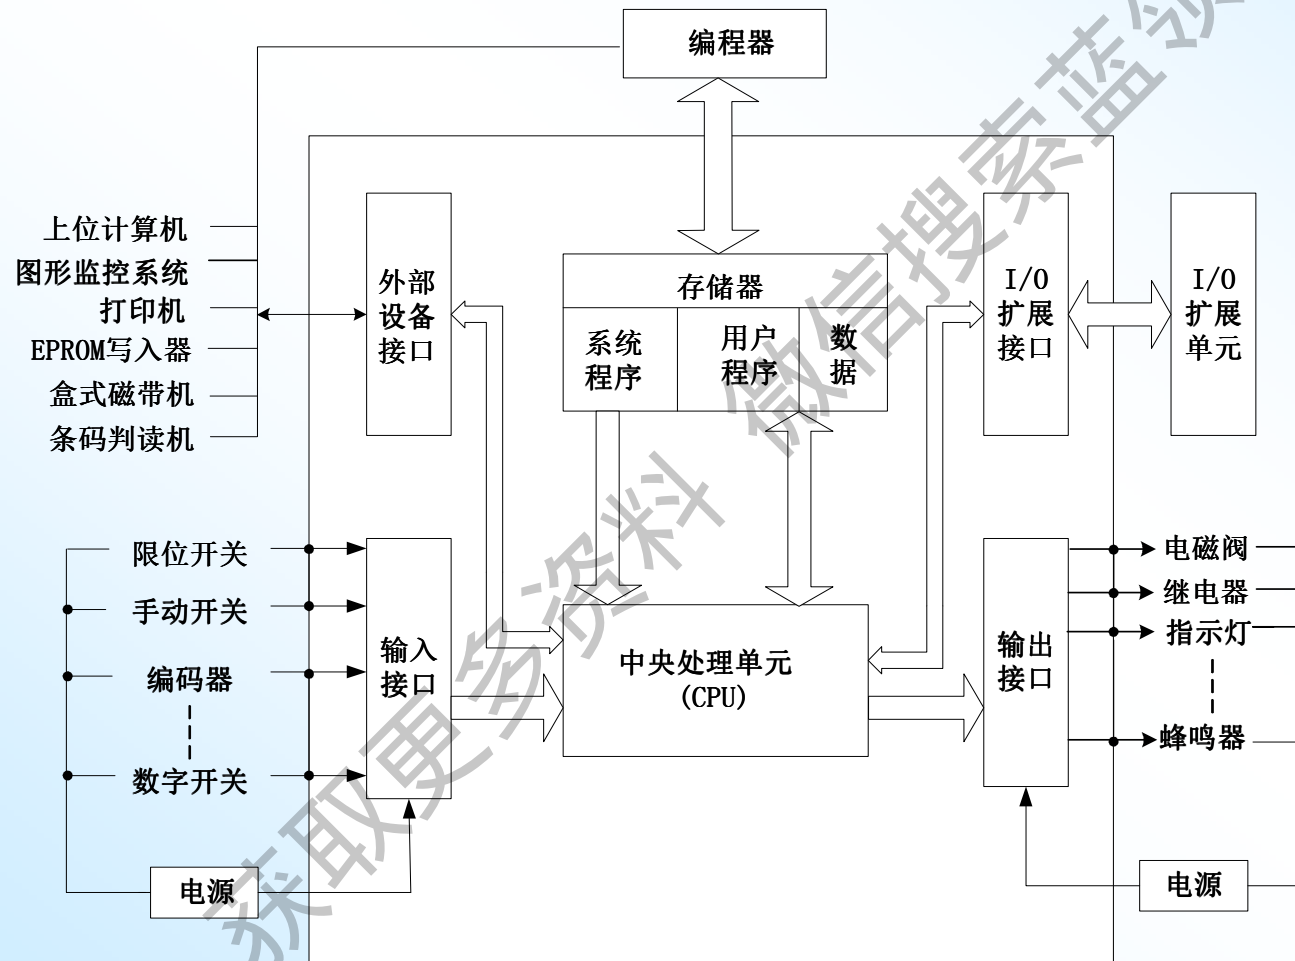 编程器
上位计算机
图形监控系统
打印机
EPROM写入器
盒式磁带机
条码判读机
外部
设备
接口
存储器
系统
程序
用户
程序
数
据
I/O
扩展
接口
I/O
扩展
单元
限位开关
手动开关
编码器
数字开关
输入
接口
中央处理单元
(CPU)
输出
接口
电磁阀
继电器
指示灯
蜂鸣器
电源
电源
获取更多资料 微信搜索蓝领